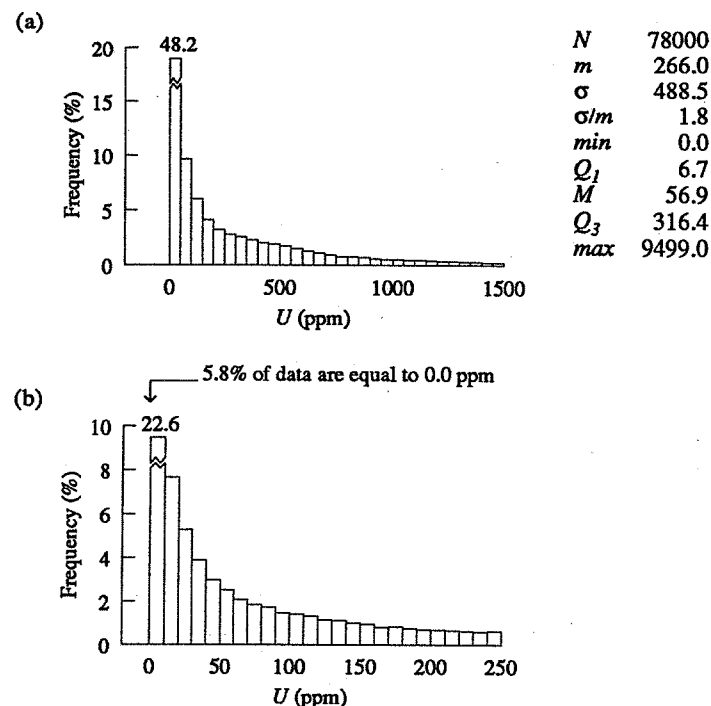 (a)
48.2
20
15
10
5
0
Frequency (%)
0 500 1000 1500
U (ppm)
N 78000
m 266.0
σ 488.5
σ/m 1.8
min 0.0
Q1 6.7
M 56.9
Q3 316.4
max 9499.0
5.8% of data are equal to 0.0 ppm
(b)
22.6
10
8
6
4
2
0
Frequency (%)
0 50 100 150 200 250
U (ppm)